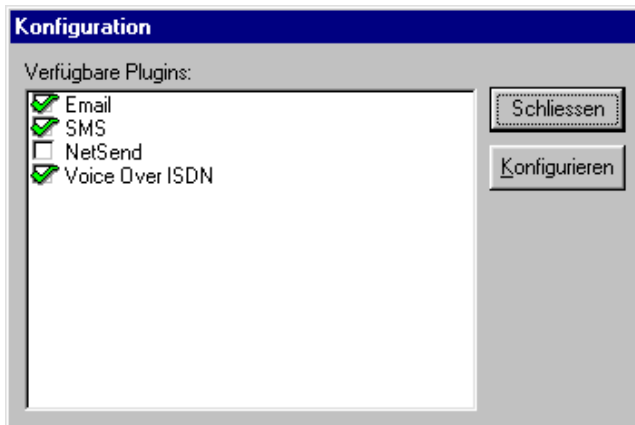 Konfiguration
Verfügbare Plugins:
Email
SMS
NetSend
Voice Over ISDN
Schliessen
Konfigurieren